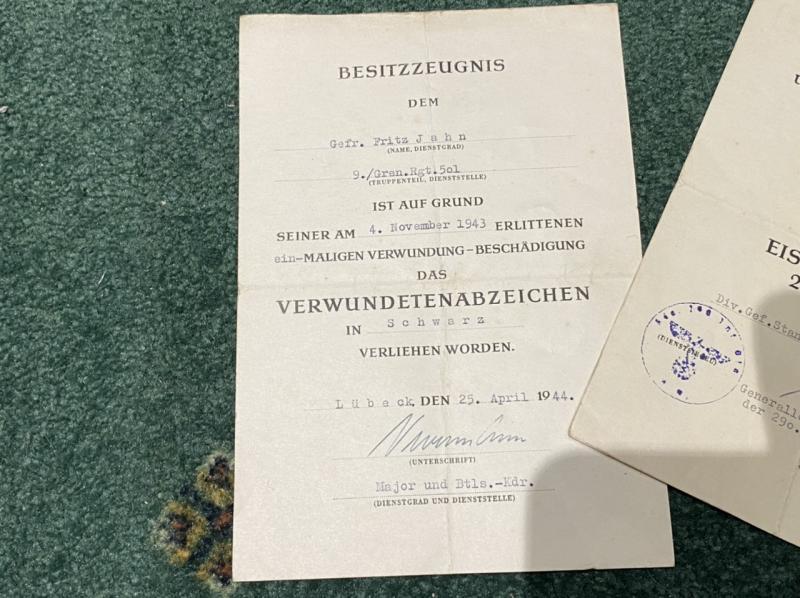 BESITZZEUGNIS
DEM
Gefr. Fritz Jahn
(NAME, DIENSTGRAD)
9./Gren.Rgt.5ol
(TRUPPENTEIL, DIENSTSTELLE)
IST AUF GRUND
SEINER AM 4. November 1943 ERLITTENEN
ein-MALIGEN VERWUNDUNG–BESCHÄDIGUNG
DAS
VERWUNDETENABZEICHEN
IN Schwarz
VERLIEHEN WORDEN.
Lübeck, DEN 25. April 1944.
(UNTERSCHRIFT)
Major und Btls.-Kdr.
(DIENSTGRAD UND DIENSTSTELLE)
U
EIS
2
Div.Gef.Stan
(DIENSTSIEGEL)
Generall
der 29o.